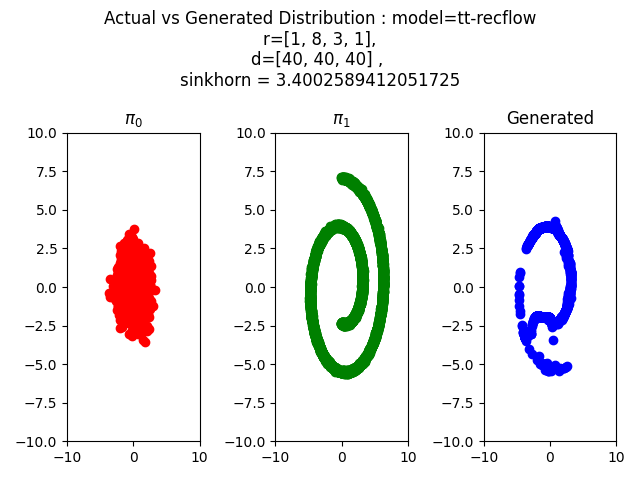 Actual vs Generated Distribution : model=tt-recflow
r=[1, 8, 3, 1],
d=[40, 40, 40] ,
sinkhorn = 3.4002589412051725
π₀ π₁ Generated
10.0 10.0 10.0
7.5 7.5 7.5
5.0 5.0 5.0
2.5 2.5 2.5
0.0 0.0 0.0
−2.5 −2.5 −2.5
−5.0 −5.0 −5.0
−7.5 −7.5 −7.5
−10.0 −10.0 −10.0
−10 0 10 −10 0 10 −10 0 10